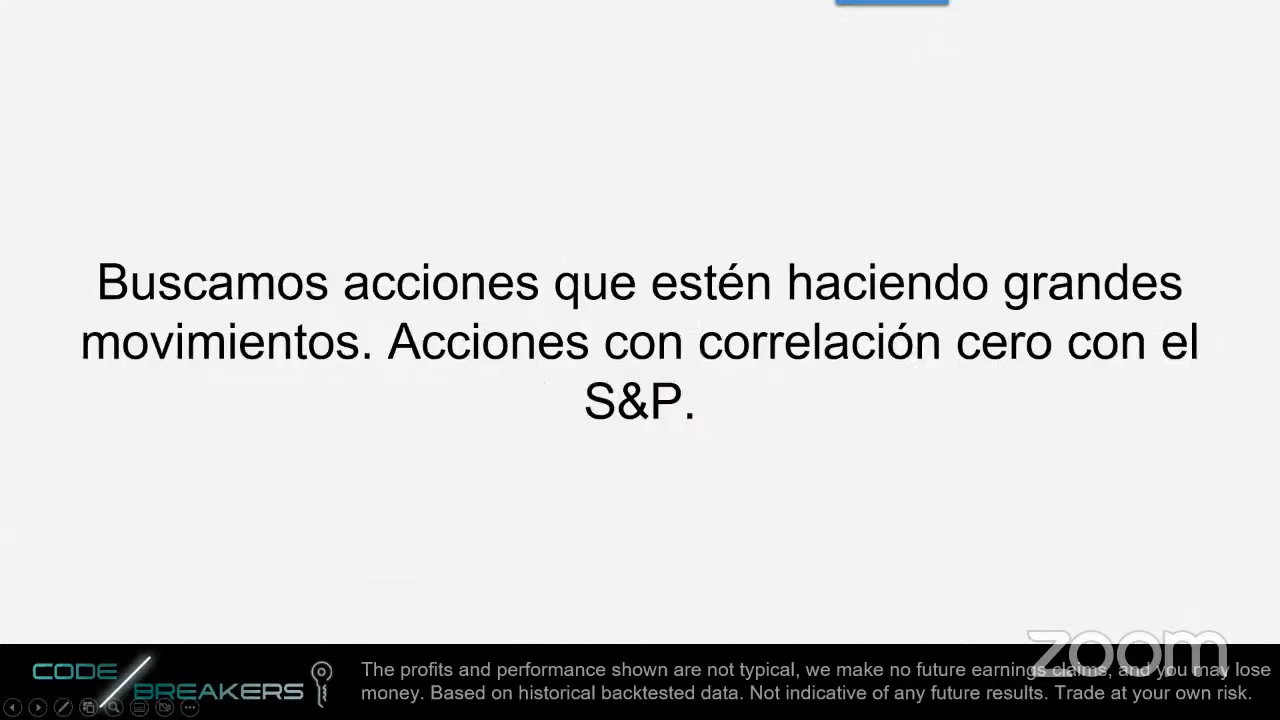 Buscamos acciones que estén haciendo grandes
movimientos. Acciones con correlación cero con el
S&P.
zoom
CODE
BREAKERS
The profits and performance shown are not typical, we make no future earnings claims, and you may lose
money. Based on historical backtested data. Not indicative of any future results. Trade at your own risk.